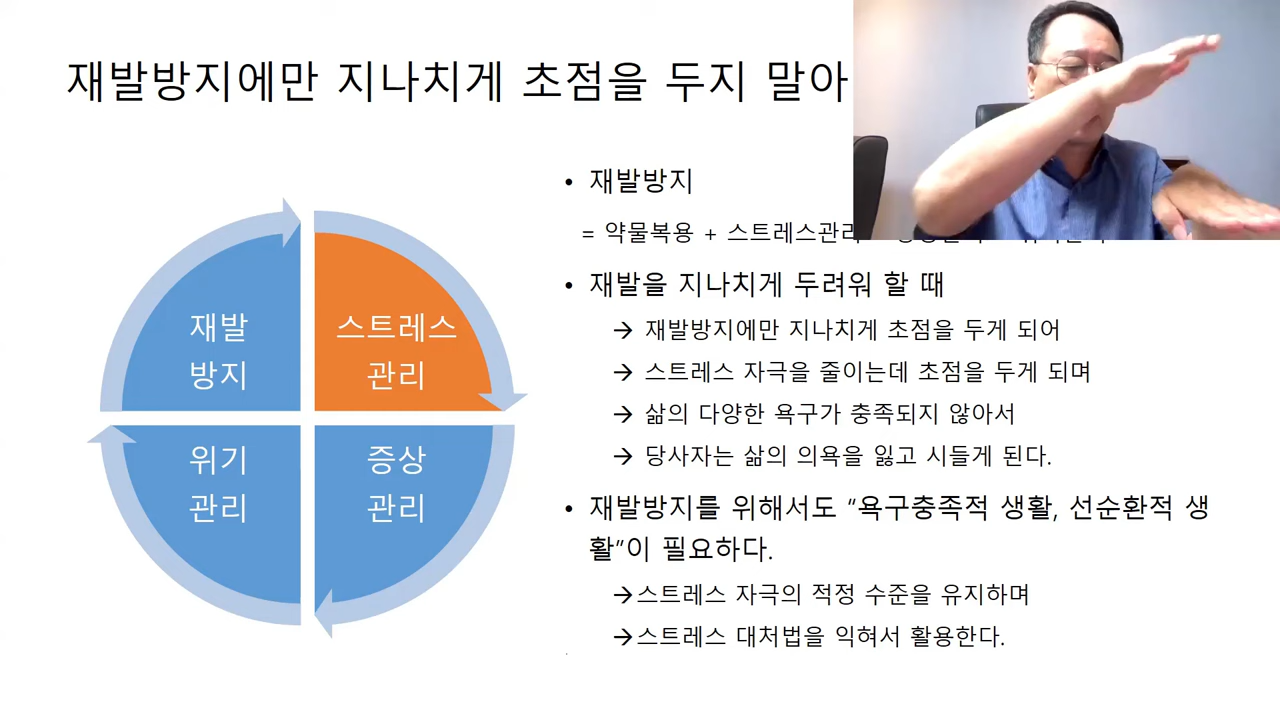 재발방지에만 지나치게 초점을 두지 말아
• 재발방지
= 약물복용 + 스트레스관리
• 재발을 지나치게 두려워 할 때
→ 재발방지에만 지나치게 초점을 두게 되어
→ 스트레스 자극을 줄이는데 초점을 두게 되며
→ 삶의 다양한 욕구가 충족되지 않아서
→ 당사자는 삶의 의욕을 잃고 시들게 된다.
• 재발방지를 위해서도 “욕구충족적 생활, 선순환적 생
활”이 필요하다.
→스트레스 자극의 적정 수준을 유지하며
→스트레스 대처법을 익혀서 활용한다.
재발
방지
스트레스
관리
위기
관리
증상
관리